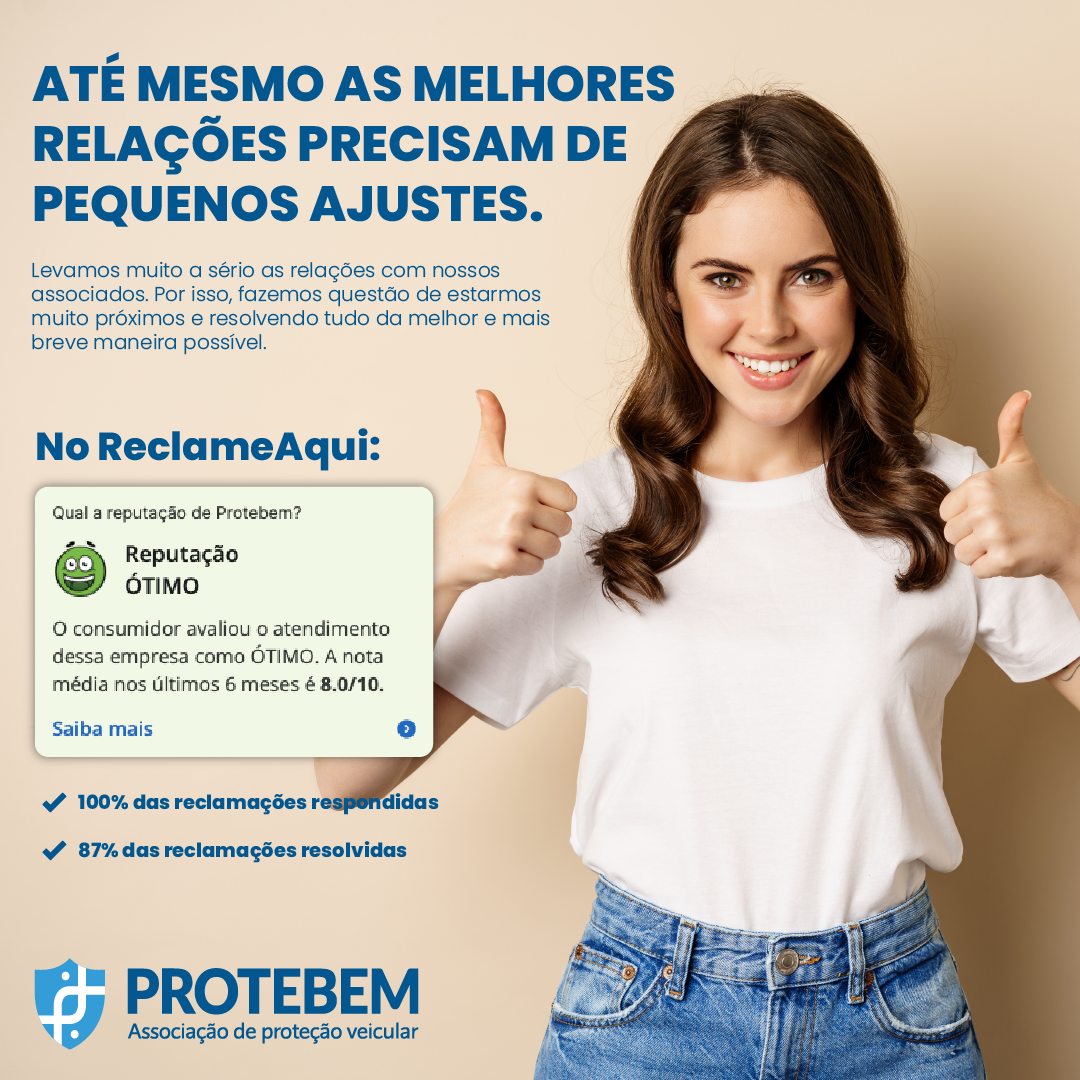 ATÉ MESMO AS MELHORES
RELAÇÕES PRECISAM DE
PEQUENOS AJUSTES.
Levamos muito a sério as relações com nossos
associados. Por isso, fazemos questão de estarmos
muito próximos e resolvendo tudo da melhor e mais
breve maneira possível.
No ReclameAqui:
Qual a reputação de Protebem?
Reputação
ÓTIMO
O consumidor avaliou o atendimento
dessa empresa como ÓTIMO. A nota
média nos últimos 6 meses é 8.0/10.
Saiba mais
100% das reclamações respondidas
87% das reclamações resolvidas
PROTEBEM
Associação de proteção veicular